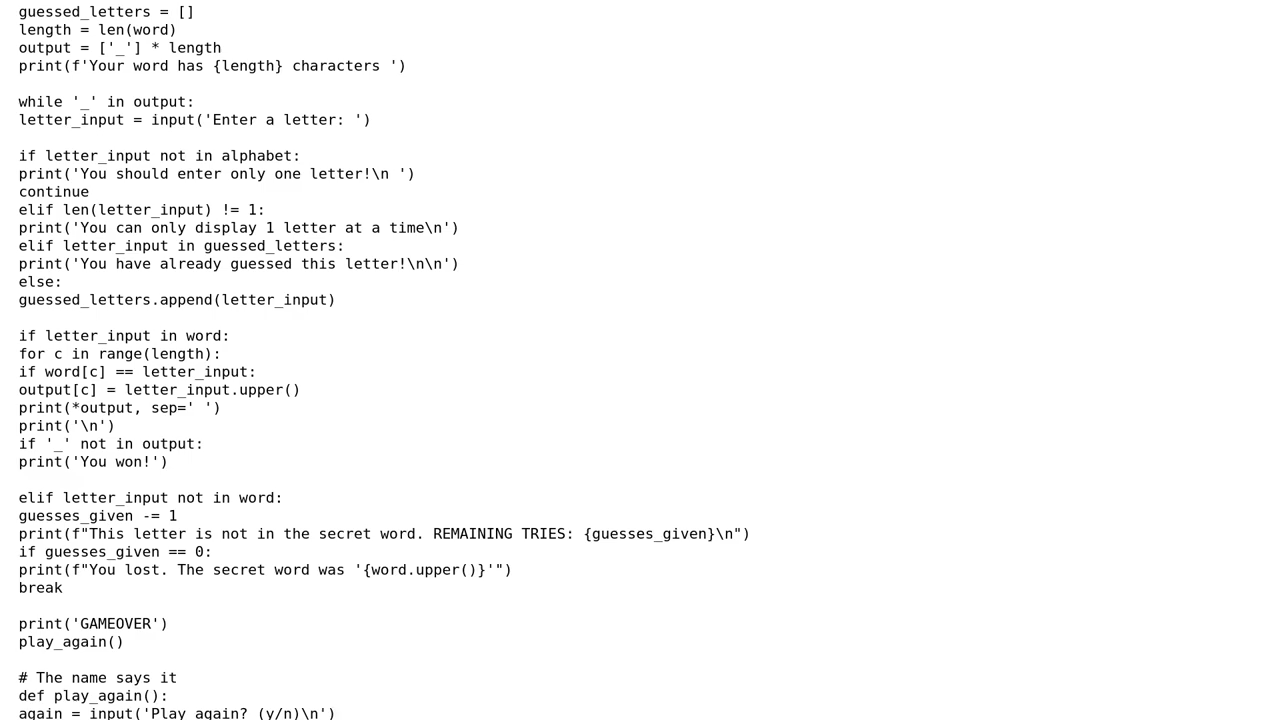 guessed_letters = []
length = len(word)
output = ['_'] * length
print(f'Your word has {length} characters ')
while '_' in output:
letter_input = input('Enter a letter: ')
if letter_input not in alphabet:
print('You should enter only one letter!\n ')
continue
elif len(letter_input) != 1:
print('You can only display 1 letter at a time\n')
elif letter_input in guessed_letters:
print('You have already guessed this letter!\n\n')
else:
guessed_letters.append(letter_input)
if letter_input in word:
for c in range(length):
if word[c] == letter_input:
output[c] = letter_input.upper()
print(*output, sep=' ')
print('\n')
if '_' not in output:
print('You won!')
elif letter_input not in word:
guesses_given -= 1
print(f"This letter is not in the secret word. REMAINING TRIES: {guesses_given}\n")
if guesses_given == 0:
print(f"You lost. The secret word was '{word.upper()}'")
break
print('GAMEOVER')
play_again()
# The name says it
def play_again():
again = input('Play again? (y/n)\n')